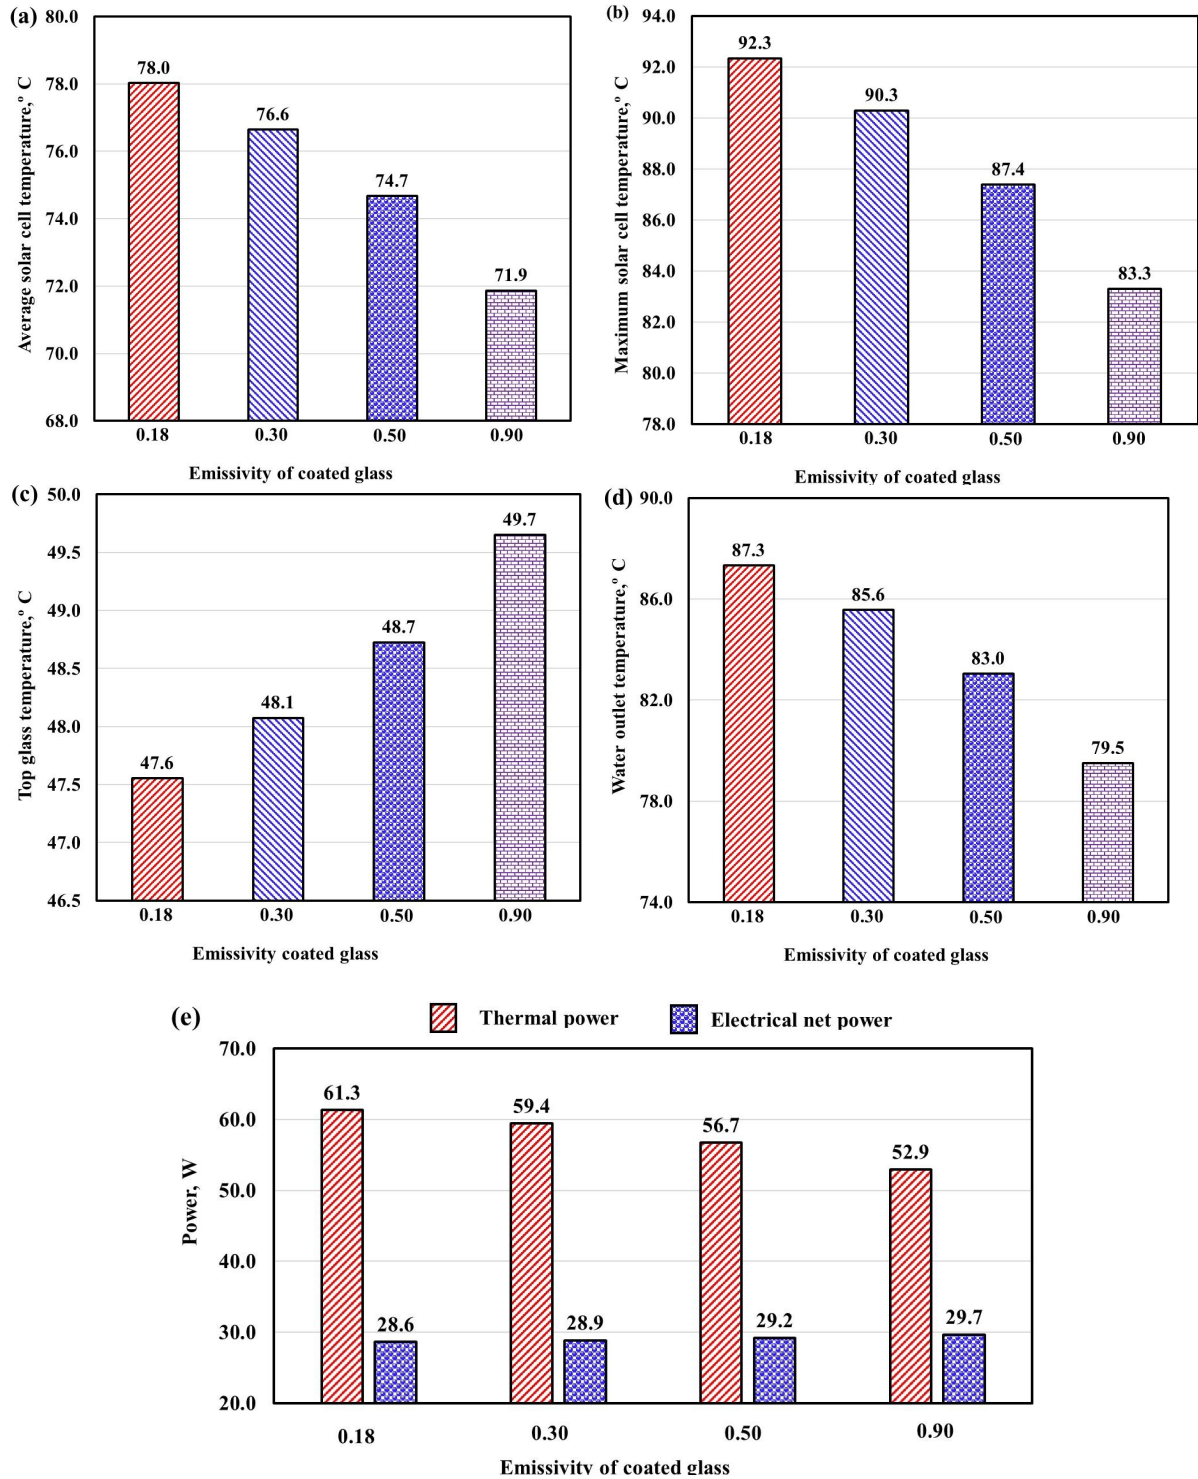 (a)
80.0
78.0
76.0
74.0
72.0
70.0
68.0
Average solar cell temperature,º C
78.0
76.6
74.7
71.9
0.18 0.30 0.50 0.90
Emissivity of coated glass
(b)
94.0
92.0
90.0
88.0
86.0
84.0
82.0
80.0
78.0
Maximum solar cell temperature,º C
92.3
90.3
87.4
83.3
0.18 0.30 0.50 0.90
Emissivity of coated glass
(c)
50.0
49.5
49.0
48.5
48.0
47.5
47.0
46.5
Top glass temperature,º C
47.6
48.1
48.7
49.7
0.18 0.30 0.50 0.90
Emissivity coated glass
(d)
90.0
86.0
82.0
78.0
74.0
Water outlet temperature,º C
87.3
85.6
83.0
79.5
0.18 0.30 0.50 0.90
Emissivity of coated glass
(e)
Thermal power Electrical net power
70.0
60.0
50.0
40.0
30.0
20.0
Power, W
61.3
59.4
56.7
52.9
28.6
28.9
29.2
29.7
0.18 0.30 0.50 0.90
Emissivity of coated glass